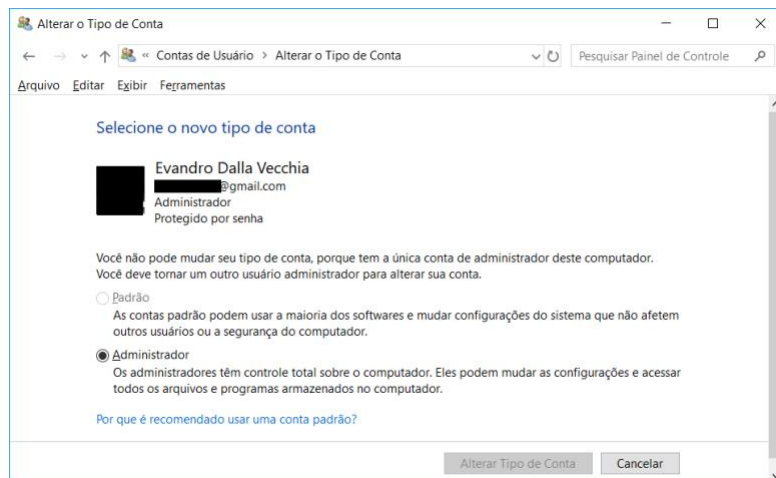 Alterar o Tipo de Conta
« Contas de Usuário > Alterar o Tipo de Conta
Pesquisar Painel de Controle
Arquivo Editar Exibir Ferramentas
Selecione o novo tipo de conta
Evandro Dalla Vecchia
@gmail.com
Administrador
Protegido por senha
Você não pode mudar seu tipo de conta, porque tem a única conta de administrador deste computador.
Você deve tornar um outro usuário administrador para alterar sua conta.
Padrão
As contas padrão podem usar a maioria dos softwares e mudar configurações do sistema que não afetem
outros usuários ou a segurança do computador.
Administrador
Os administradores têm controle total sobre o computador. Eles podem mudar as configurações e acessar
todos os arquivos e programas armazenados no computador.
Por que é recomendado usar uma conta padrão?
Alterar Tipo de Conta Cancelar